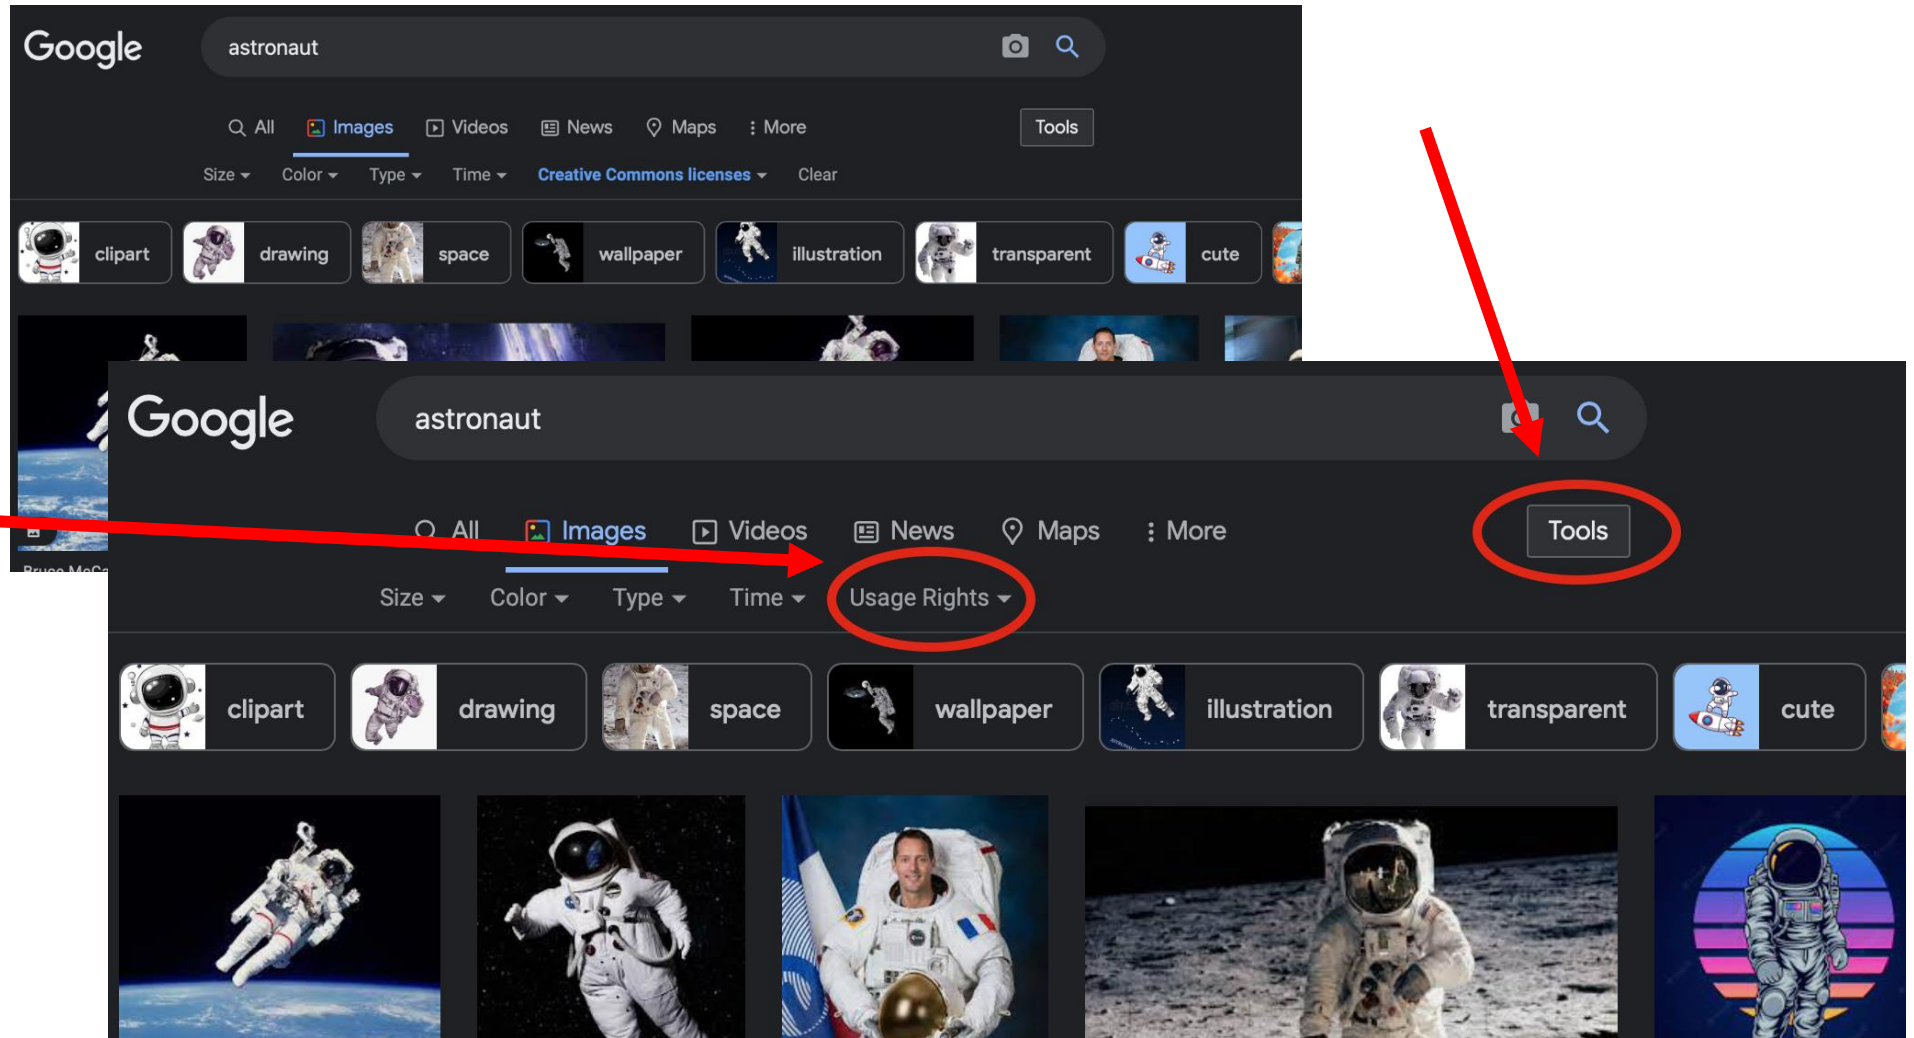 Google
astronaut
All Images Videos News Maps More Tools
Size Color Type Time Creative Commons licenses Clear
clipart drawing space wallpaper illustration transparent cute
Google
astronaut
All Images Videos News Maps More Tools
Size Color Type Time Usage Rights
Bruce McCa
clipart drawing space wallpaper illustration transparent cute